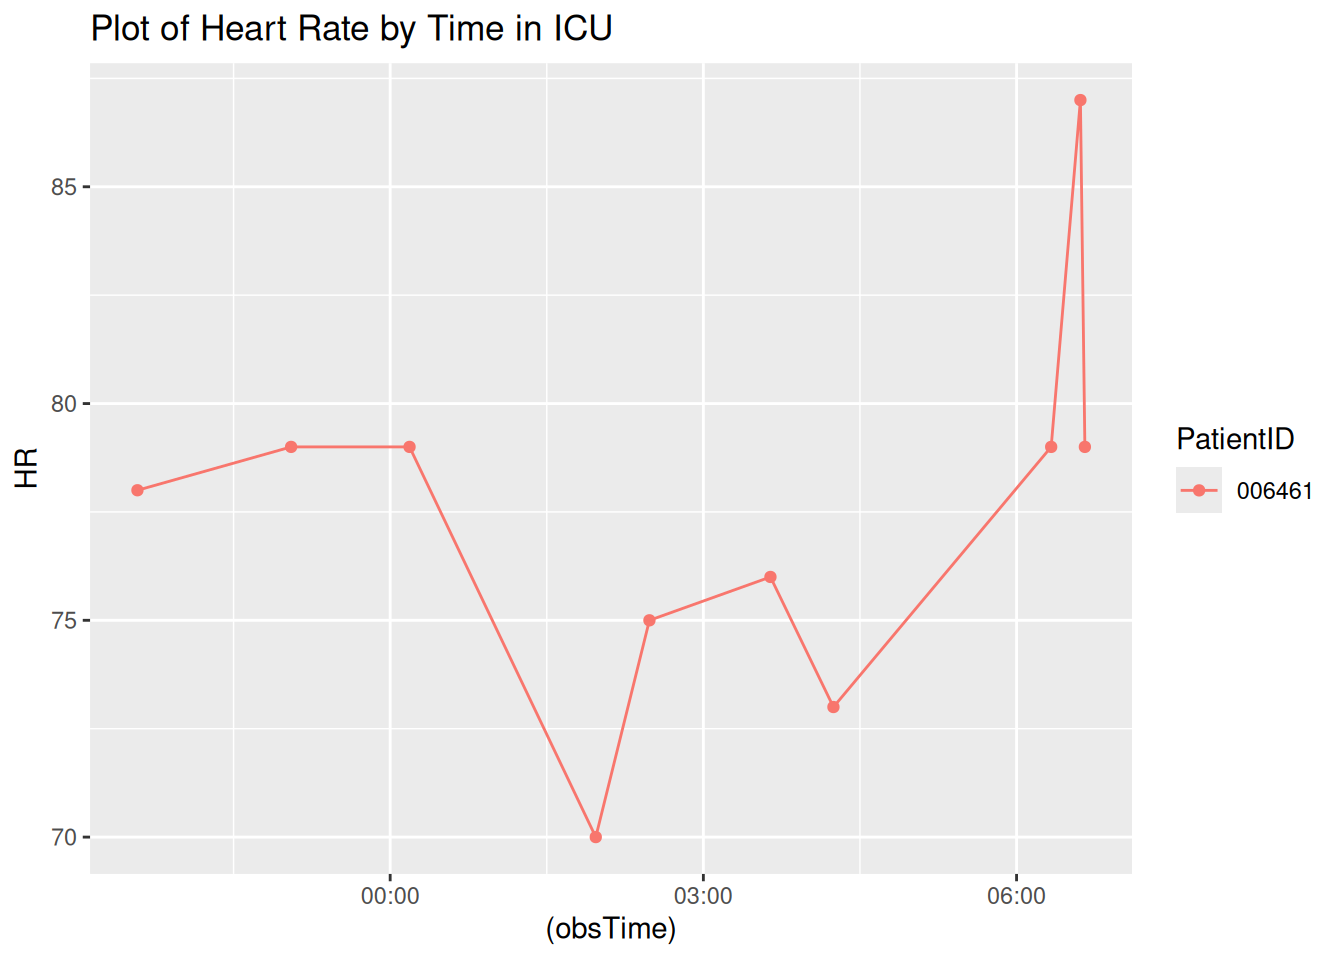 Plot of Heart Rate by Time in ICU
85
80
75
70
HR
00:00
03:00
06:00
(obsTime)
PatientID
006461